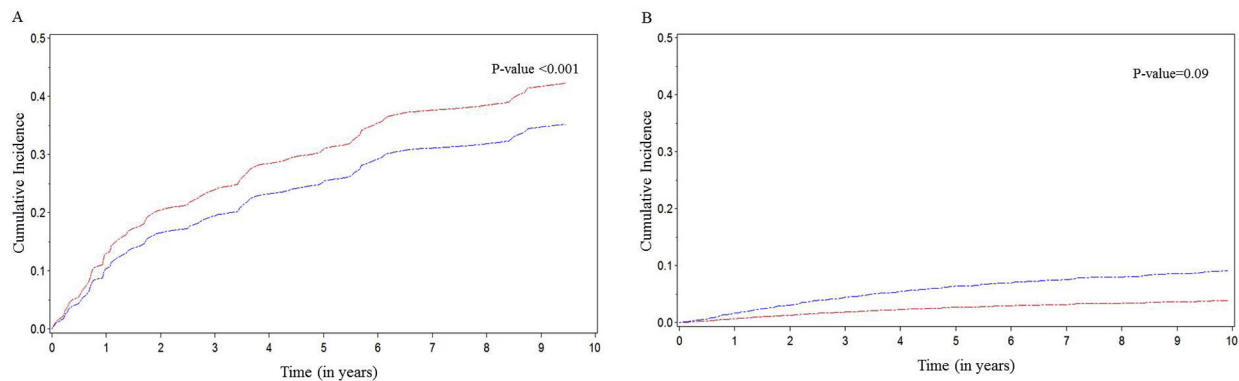 A
P-value <0.001
Cumulative Incidence
0.5
0.4
0.3
0.2
0.1
0.0
0 1 2 3 4 5 6 7 8 9 10
Time (in years)
B
P-value=0.09
Cumulative Incidence
0.5
0.4
0.3
0.2
0.1
0.0
0 1 2 3 4 5 6 7 8 9 10
Time (in years)